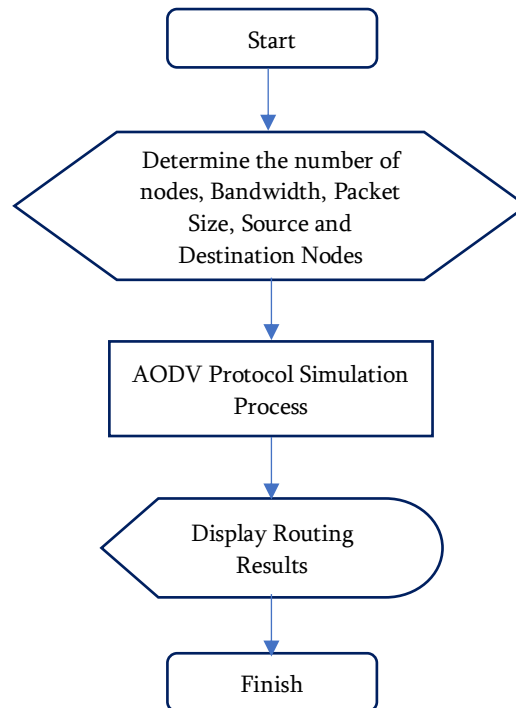 Start
Determine the number of
nodes, Bandwidth, Packet
Size, Source and
Destination Nodes
AODV Protocol Simulation
Process
Display Routing
Results
Finish